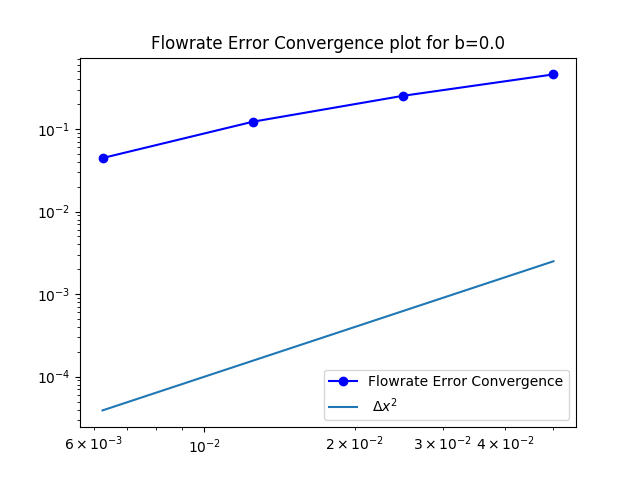 Flowrate Error Convergence plot for b=0.0
10⁻¹
10⁻²
10⁻³
10⁻⁴
Flowrate Error Convergence
Δx²
6 × 10⁻³
10⁻²
2 × 10⁻²
3 × 10⁻²
4 × 10⁻²